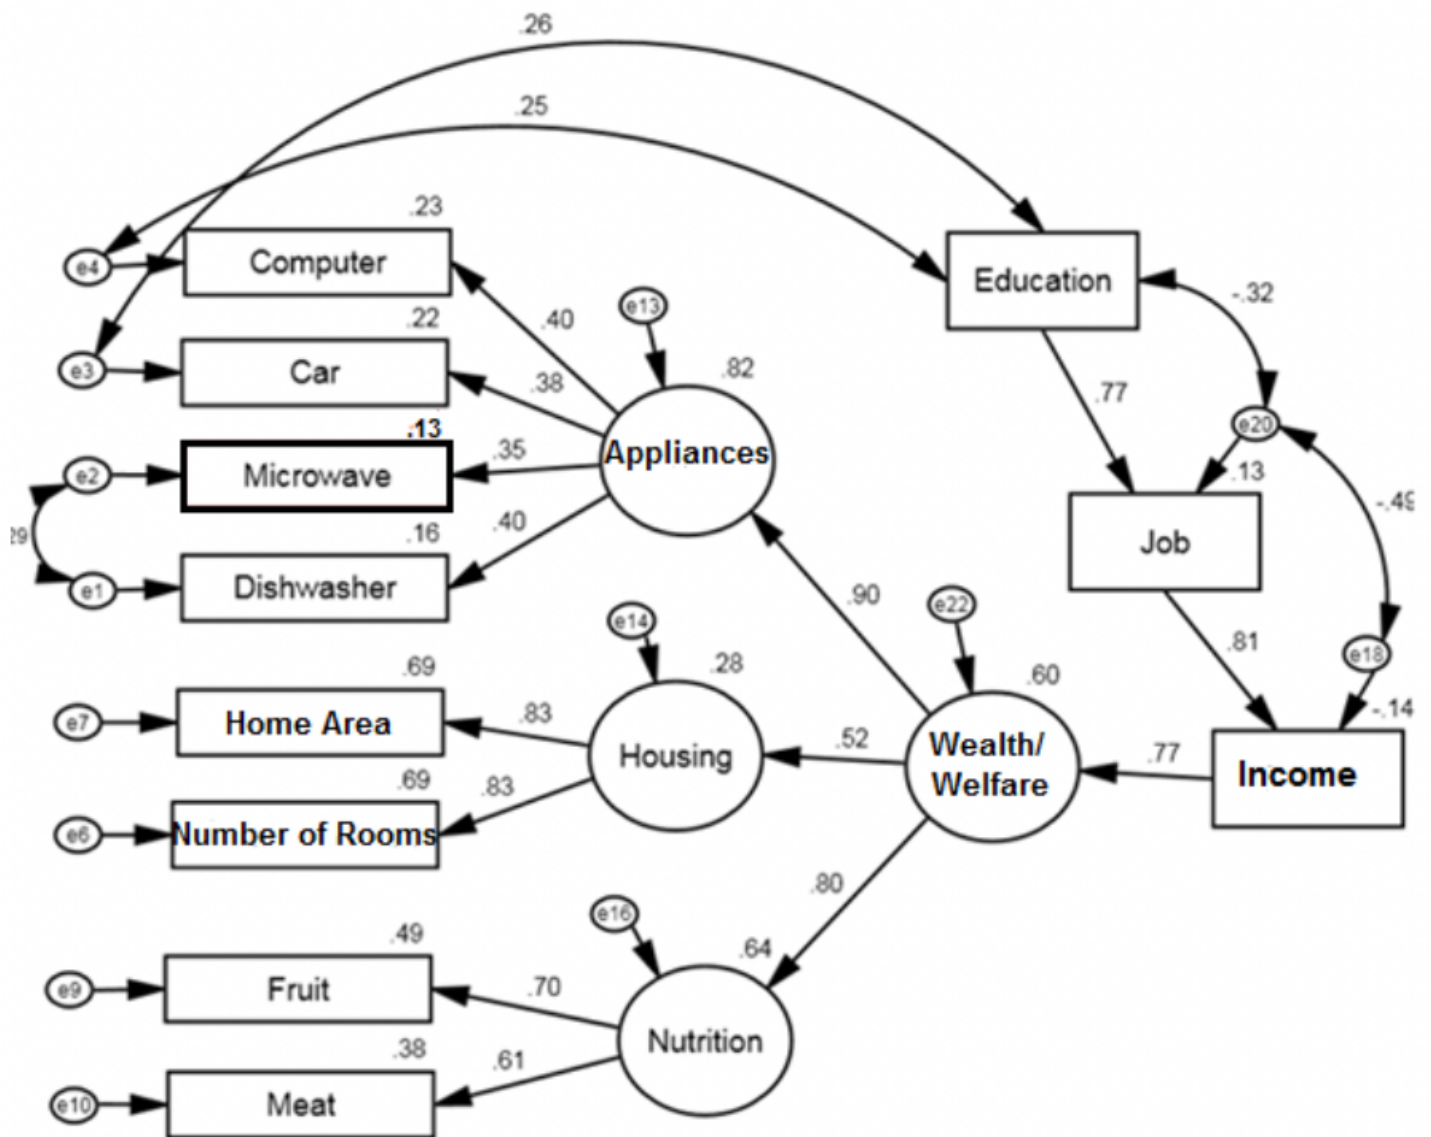 .26
.25
.23
e4
Computer
Education
-.32
.22
.40
e13
e3
Car
.38
.82
.77
e20
.13
e2
Microwave
.35
Appliances
.13
-.49
.16
.40
Job
29
e1
Dishwasher
.90
e22
e14
.81
e18
.69
.28
.60
-.14
e7
Home Area
.83
Housing
.52
Wealth/
Welfare
.77
Income
.69
.83
e6
Number of Rooms
.80
e16
.49
.64
e9
Fruit
.70
Nutrition
.38
.61
e10
Meat